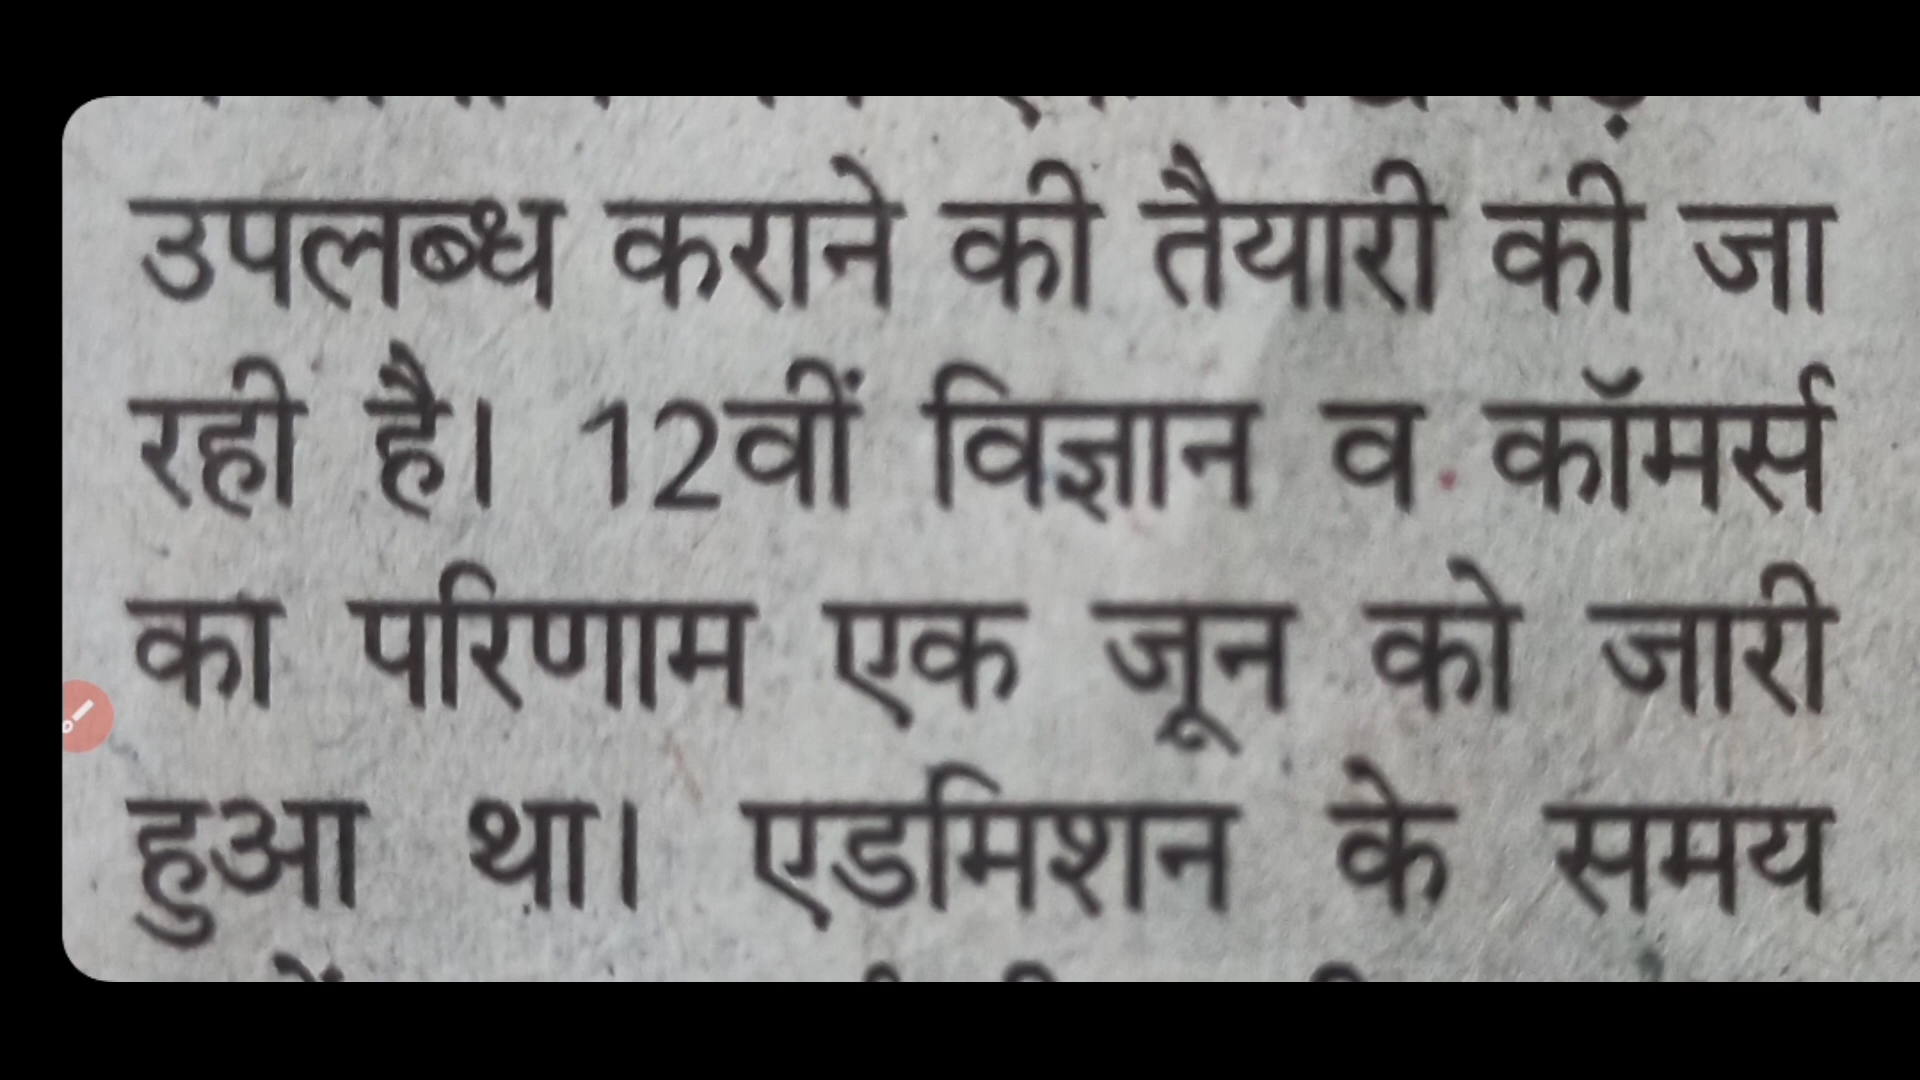 उपलब्ध कराने की तैयारी की जा
रही है। 12वीं विज्ञान व कॉमर्स
का परिणाम एक जून को जारी
हुआ था। एडमिशन के समय